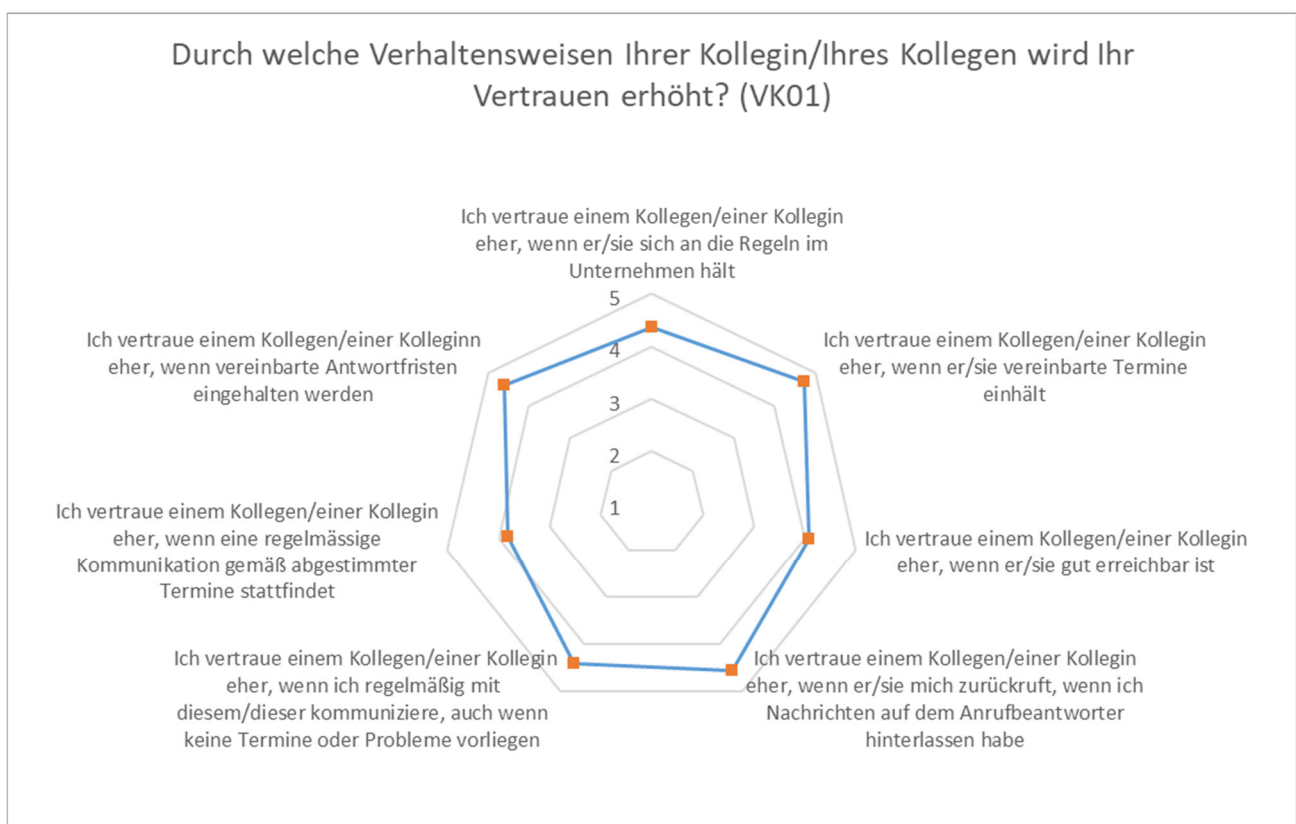 Durch welche Verhaltensweisen Ihrer Kollegin/Ihres Kollegen wird Ihr
Vertrauen erhöht? (VK01)
Ich vertraue einem Kollegen/einer Kollegin
eher, wenn er/sie sich an die Regeln im
Unternehmen hält
5
4
3
2
1
Ich vertraue einem Kollegen/einer Kollegin
eher, wenn er/sie vereinbarte Termine
einhält
Ich vertraue einem Kollegen/einer Kollegin
eher, wenn er/sie gut erreichbar ist
Ich vertraue einem Kollegen/einer Kollegin
eher, wenn er/sie mich zurückruft, wenn ich
Nachrichten auf dem Anrufbeantworter
hinterlassen habe
Ich vertraue einem Kollegen/einer Kollegin
eher, wenn ich regelmäßig mit
diesem/dieser kommuniziere, auch wenn
keine Termine oder Probleme vorliegen
Ich vertraue einem Kollegen/einer Kollegin
eher, wenn eine regelmässige
Kommunikation gemäß abgestimmter
Termine stattfindet
Ich vertraue einem Kollegen/einer Kolleginn
eher, wenn vereinbarte Antwortfristen
eingehalten werden